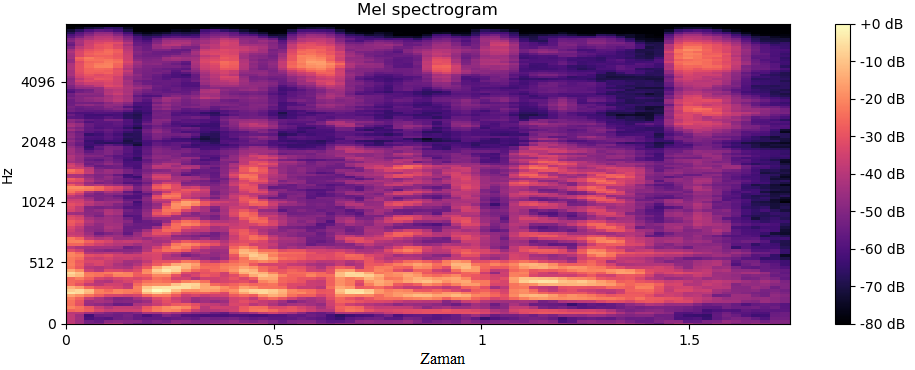 Mel spectrogram
+0 dB
-10 dB
-20 dB
-30 dB
-40 dB
-50 dB
-60 dB
-70 dB
-80 dB
Hz
4096
2048
1024
512
0
0 0.5 1 1.5
Zaman